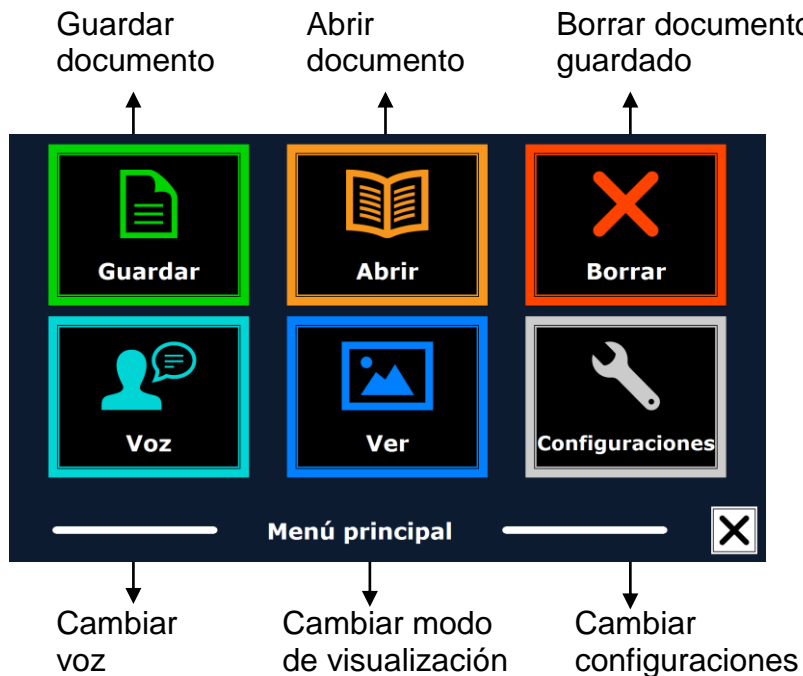 Guardar
documento
Abrir
documento
Borrar documento
guardado
Guardar
Abrir
Borrar
Voz
Ver
Configuraciones
Menú principal
Cambiar
voz
Cambiar modo
de visualización
Cambiar
configuraciones